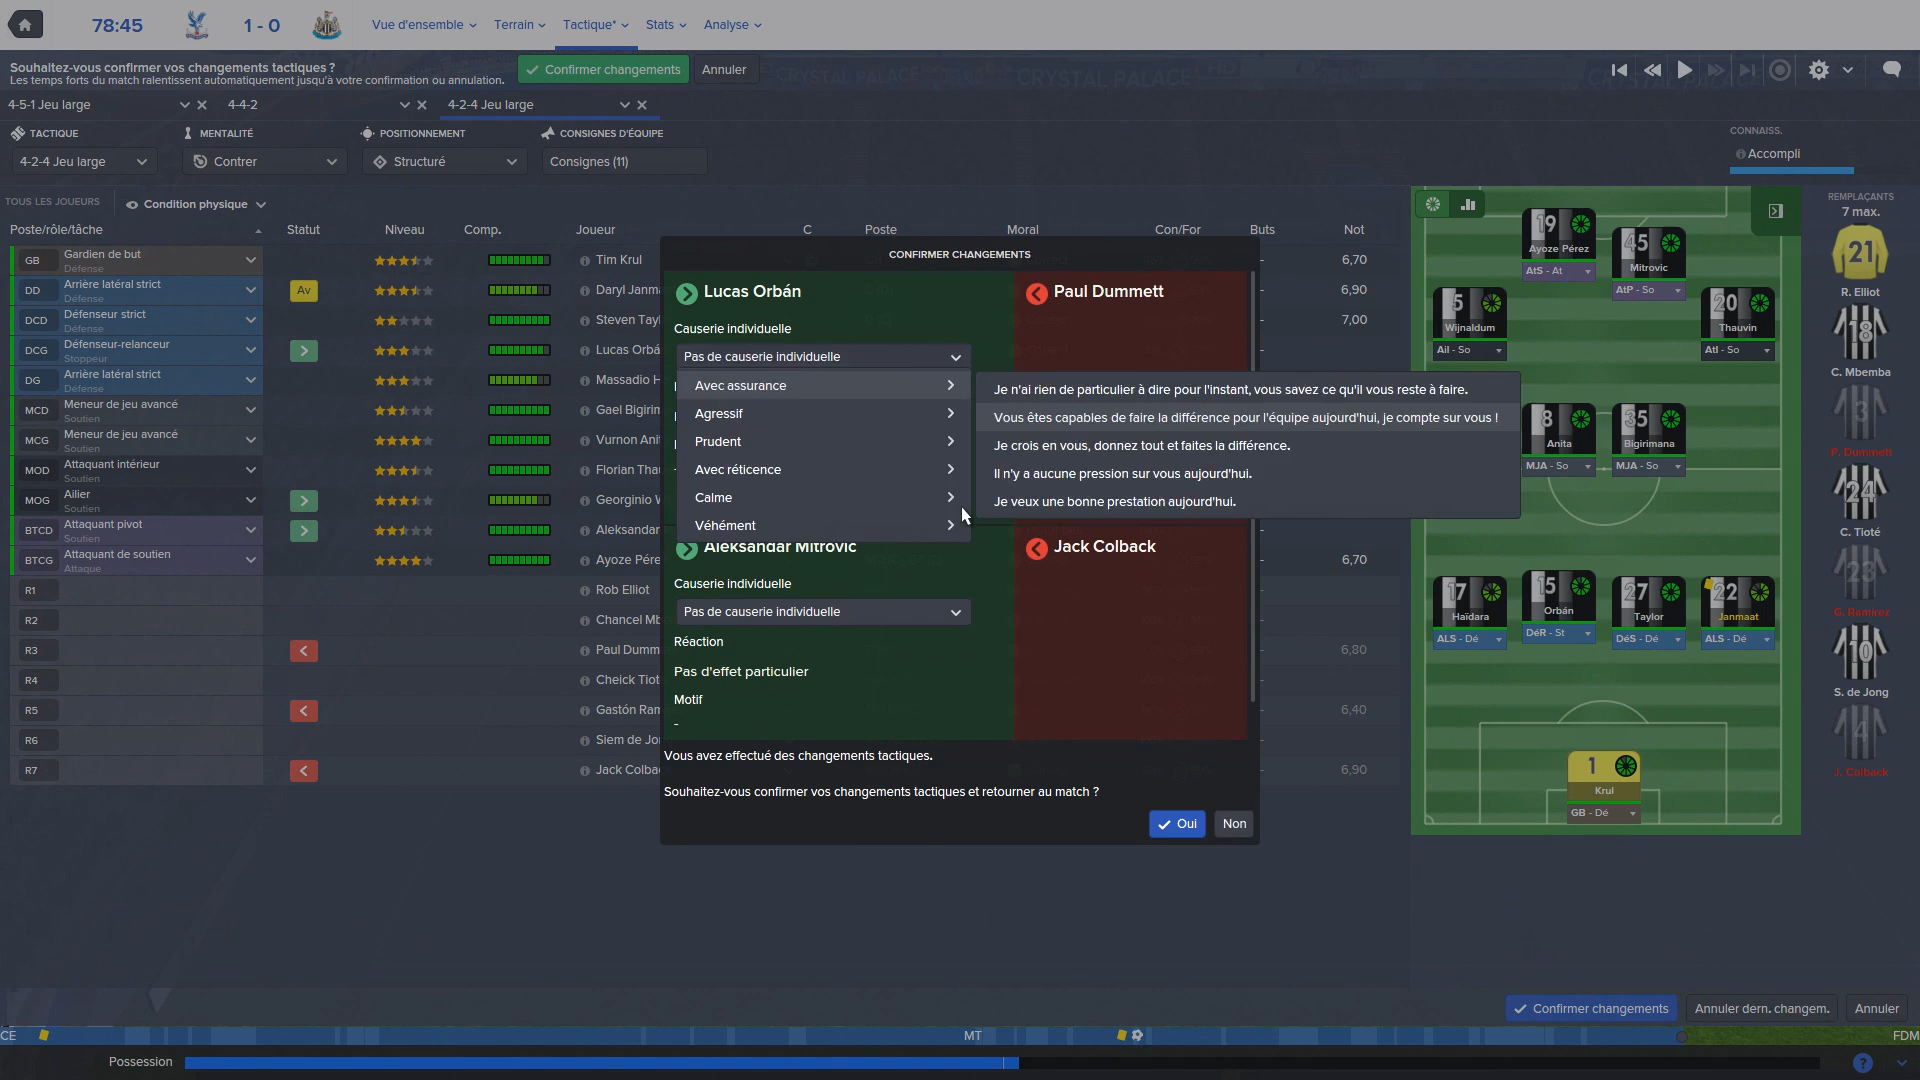 78:45
1 - 0
Vue d'ensemble
Terrain
Tactique*
Stats
Analyse
Souhaitez-vous confirmer vos changements tactiques ?
Les temps forts du match ralentissent automatiquement jusqu'à votre confirmation ou annulation.
Confirmer changements
Annuler
CRYSTAL PALACE
4-5-1 Jeu large
4-4-2
4-2-4 Jeu large
TACTIQUE
MENTALITÉ
POSITIONNEMENT
CONSIGNES D'ÉQUIPE
4-2-4 Jeu large
Contrer
Structuré
Consignes (11)
CONNAISS.
Accompli
TOUS LES JOUEURS
Condition physique
Poste/rôle/tâche
Statut
Niveau
Comp.
Joueur
C
Poste
Moral
Con/For
Buts
Not
GB Gardien de but
Défense
Tim Krul
- 6,70
DD Arrière latéral strict
Défense
Av
Daryl Janma
- 6,90
DCD Défenseur strict
Défense
Steven Tayl
- 7,00
DCG Défenseur-relanceur
Stoppeur
Lucas Orbá
-
DG Arrière latéral strict
Défense
Massadio H
MCD Meneur de jeu avancé
Soutien
Gael Bigirim
MCG Meneur de jeu avancé
Soutien
Vurnon Anit
MOD Attaquant intérieur
Soutien
Florian Thau
MOG Ailier
Soutien
Georginio W
BTCD Attaquant pivot
Soutien
Aleksandar
-
BTCG Attaquant de soutien
Attaque
Ayoze Pére
- 6,70
R1
Rob Elliot
-
R2
Chancel Mb
-
R3
Paul Dumm
- 6,80
R4
Cheick Tiot
-
R5
Gastón Ram
- 6,40
R6
Siem de Jo
-
R7
Jack Colba
- 6,90
CONFIRMER CHANGEMENTS
Lucas Orbán
Paul Dummett
Causerie individuelle
Pas de causerie individuelle
Avec assurance
Agressif
Prudent
Avec réticence
Calme
Véhément
Je n'ai rien de particulier à dire pour l'instant, vous savez ce qu'il vous reste à faire.
Vous êtes capables de faire la différence pour l'équipe aujourd'hui, je compte sur vous !
Je crois en vous, donnez tout et faites la différence.
Il n'y a aucune pression sur vous aujourd'hui.
Je veux une bonne prestation aujourd'hui.
Aleksandar Mitrovic
Jack Colback
Causerie individuelle
Pas de causerie individuelle
Réaction
Pas d'effet particulier
Motif
-
Vous avez effectué des changements tactiques.
Souhaitez-vous confirmer vos changements tactiques et retourner au match ?
Oui
Non
19
Ayoze Pérez
AtS - At
45
Mitrovic
AtP - So
5
Wijnaldum
Ail - So
20
Thauvin
AtI - So
8
Anita
MJA - So
35
Bigirimana
MJA - So
17
Haïdara
ALS - Dé
15
Orbán
DéR - St
27
Taylor
DéS - Dé
22
Janmaat
ALS - Dé
1
Krul
GB - Dé
REMPLAÇANTS
7 max.
21
R. Elliot
18
C. Mbemba
3
P. Dummett
24
C. Tioté
23
G. Ramírez
10
S. de Jong
4
J. Colback
Confirmer changements
Annuler dern. changem.
Annuler
CE
MT
FDM
Possession
?